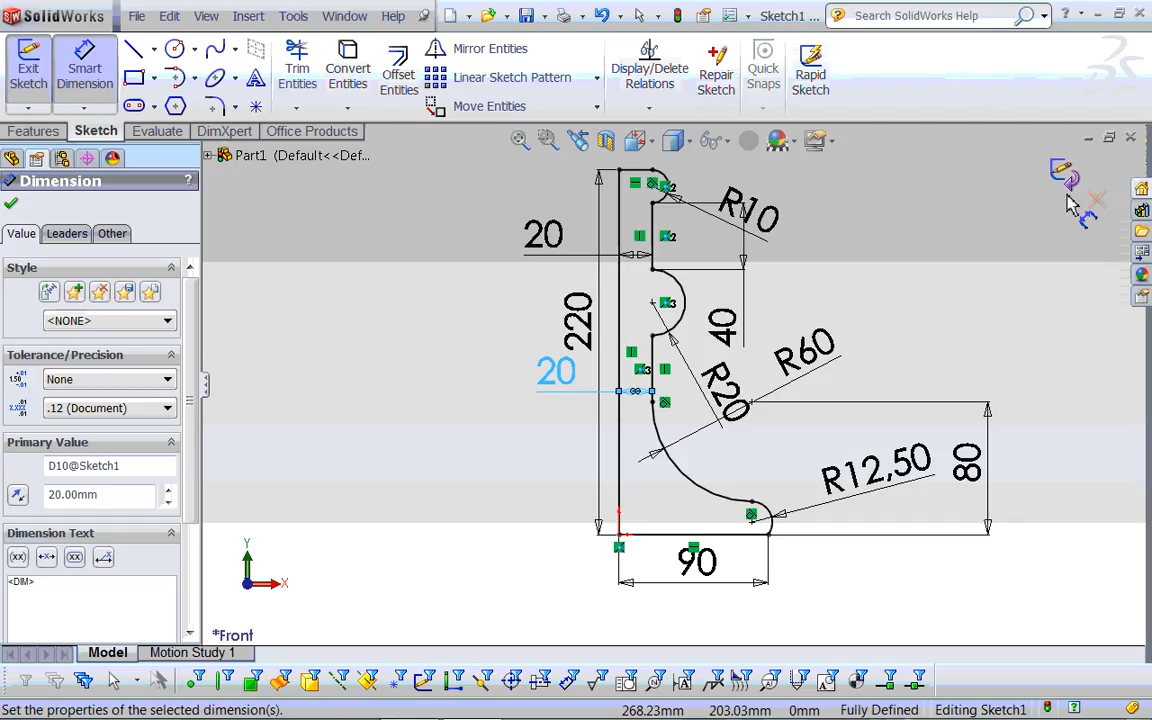 SolidWorks File Edit View Insert Tools Window Help Sketch1 ... Search SolidWorks Help
Exit Sketch
Smart Dimension
Trim Entities
Convert Entities
Offset Entities
Mirror Entities
Linear Sketch Pattern
Move Entities
Display/Delete Relations
Repair Sketch
Quick Snaps
Rapid Sketch
Features Sketch Evaluate DimXpert Office Products
Part1 (Default<<Def...
Dimension ?
Value Leaders Other
Style
<NONE>
Tolerance/Precision
None
.12 (Document)
Primary Value
D10@Sketch1
20.00mm
Dimension Text
<DIM>
R10
20
220
40
R60
20
R20
R12,50
80
90
2
2
3
3
Y
X
*Front
Model Motion Study 1
Set the properties of the selected dimension(s). 268.23mm 203.03mm 0mm Fully Defined Editing Sketch1